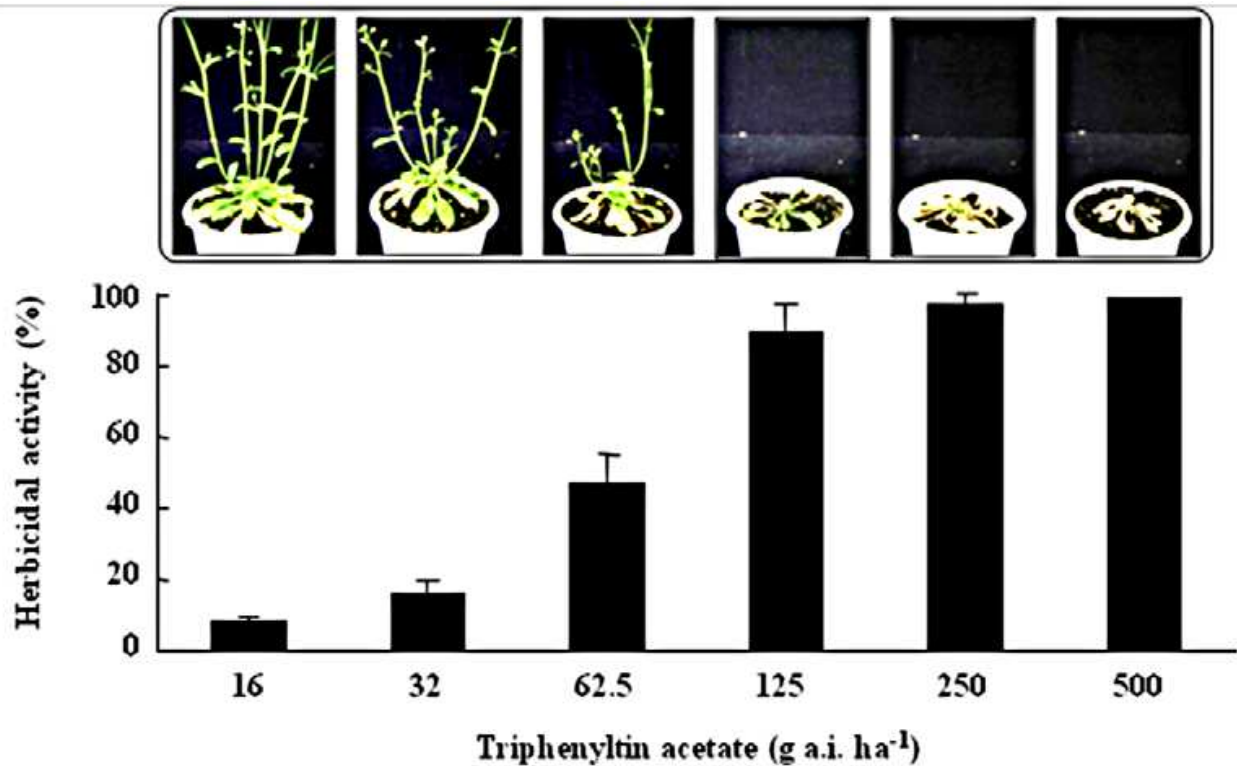 Herbicidal activity (%)
100
80
60
40
20
0
16 32 62.5 125 250 500
Triphenyltin acetate (g a.i. ha⁻¹)